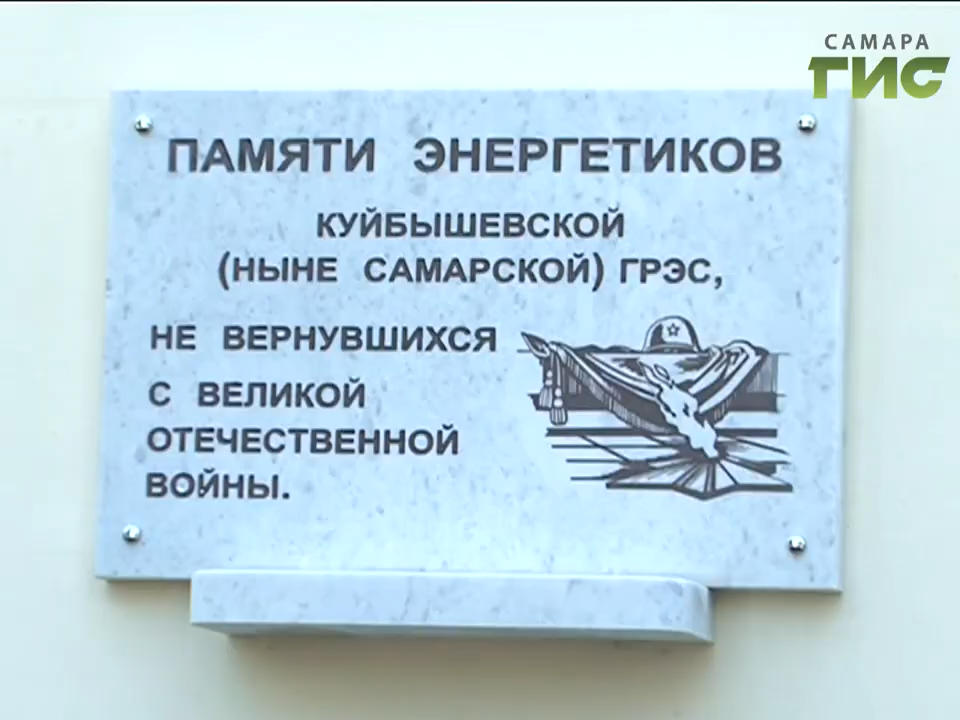 САМАРА
ГИС
ПАМЯТИ ЭНЕРГЕТИКОВ
КУЙБЫШЕВСКОЙ
(НЫНЕ САМАРСКОЙ) ГРЭС,
НЕ ВЕРНУВШИХСЯ
С ВЕЛИКОЙ
ОТЕЧЕСТВЕННОЙ
ВОЙНЫ.